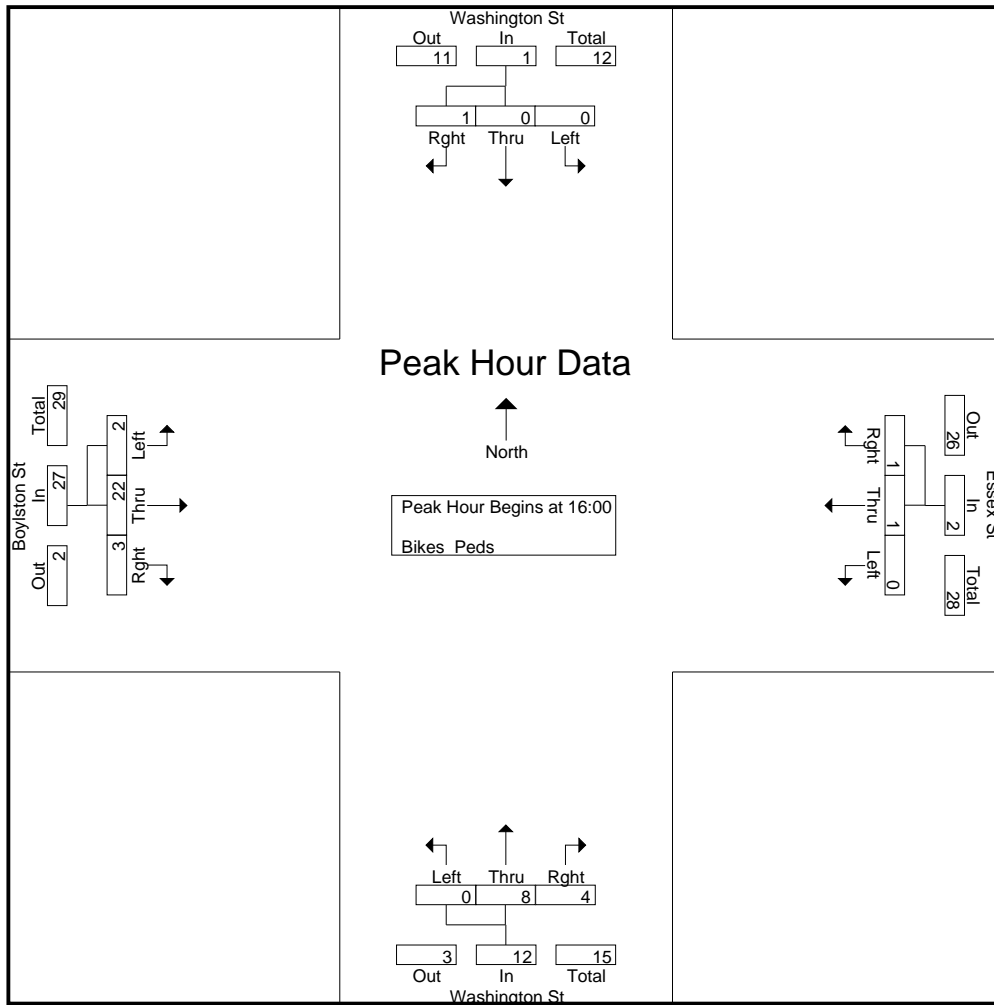 Washington St
Out In Total
11 1 12
1 0 0
Rght Thru Left
Peak Hour Data
North
Peak Hour Begins at 16:00
Bikes Peds
Boylston St
Total In Out
29 27 2
2 22 3
Left Thru Rght
Rght Thru Left
1 1 0
26 2 28
Out In Total
Essex St
Left Thru Rght
0 8 4
3 12 15
Out In Total
Washington St